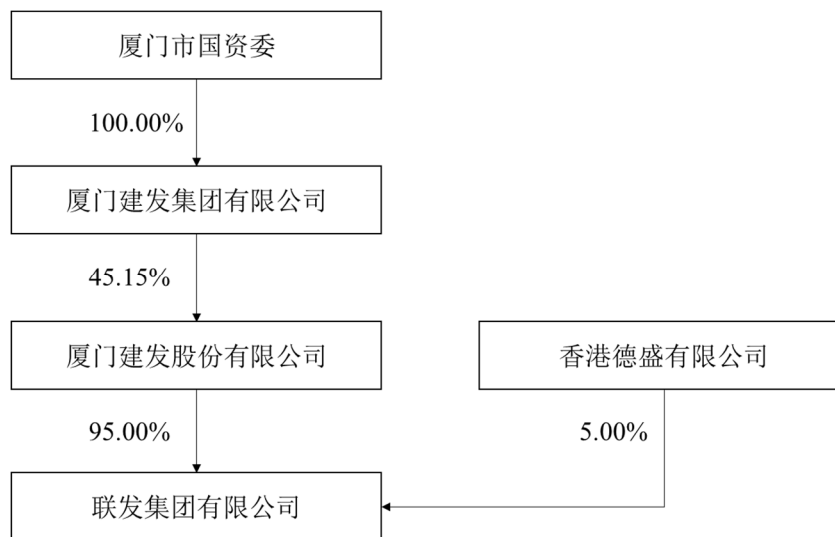 厦门市国资委
100.00%
厦门建发集团有限公司
45.15%
厦门建发股份有限公司
香港德盛有限公司
95.00%
5.00%
联发集团有限公司